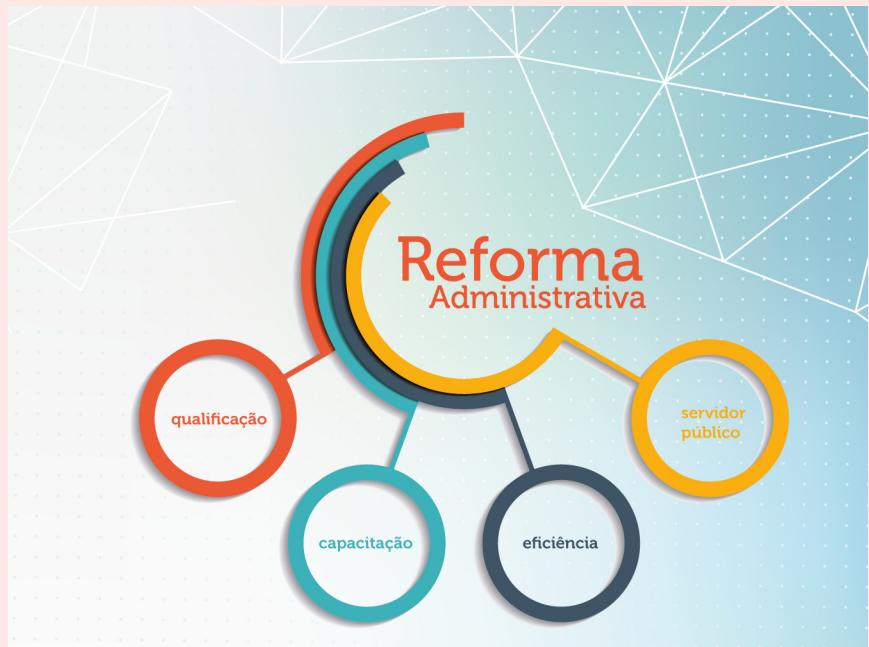 Reforma
Administrativa
qualificação
servidor
público
capacitação
eficiência